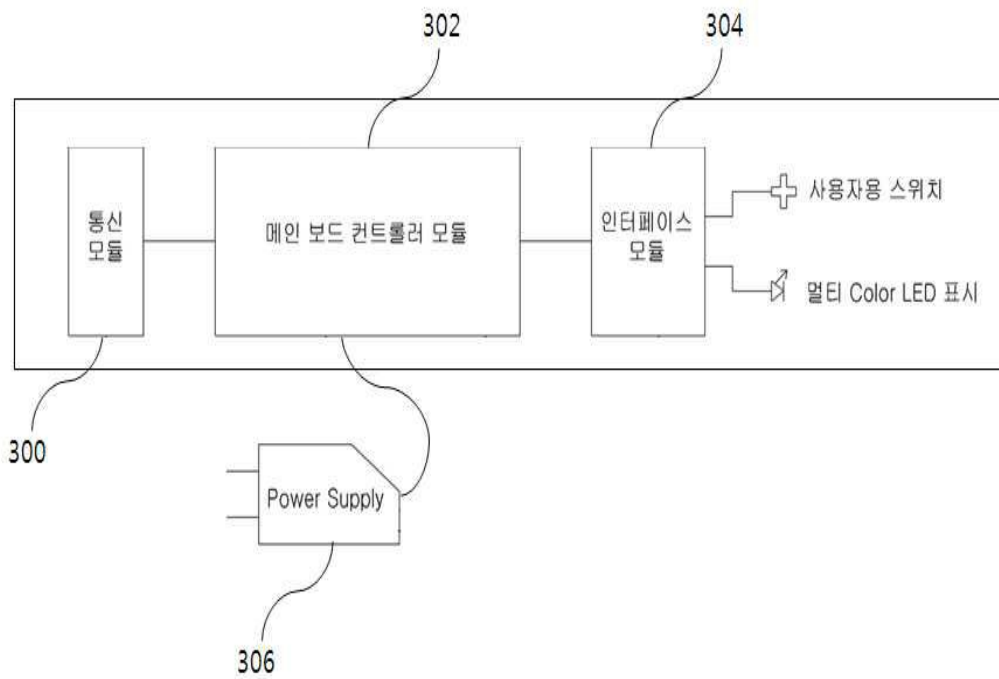 302
304
통신
모듈
메인 보드 컨트롤러 모듈
인터페이스
모듈
사용자용 스위치
멀티 Color LED 표시
300
Power Supply
306